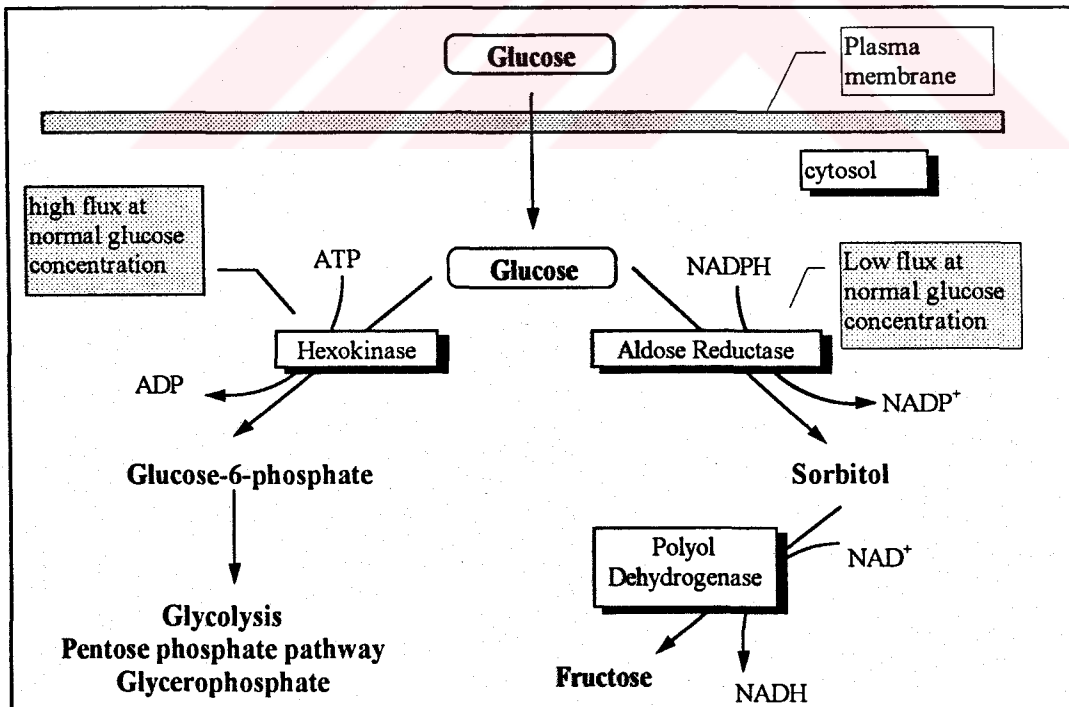 Glucose
Plasma
membrane
cytosol
high flux at
normal glucose
concentration
ATP
Glucose
NADPH
Low flux at
normal glucose
concentration
Hexokinase
Aldose Reductase
ADP
NADP+
Glucose-6-phosphate
Sorbitol
Polyol
Dehydrogenase
NAD+
Glycolysis
Pentose phosphate pathway
Glycerophosphate
Fructose
NADH